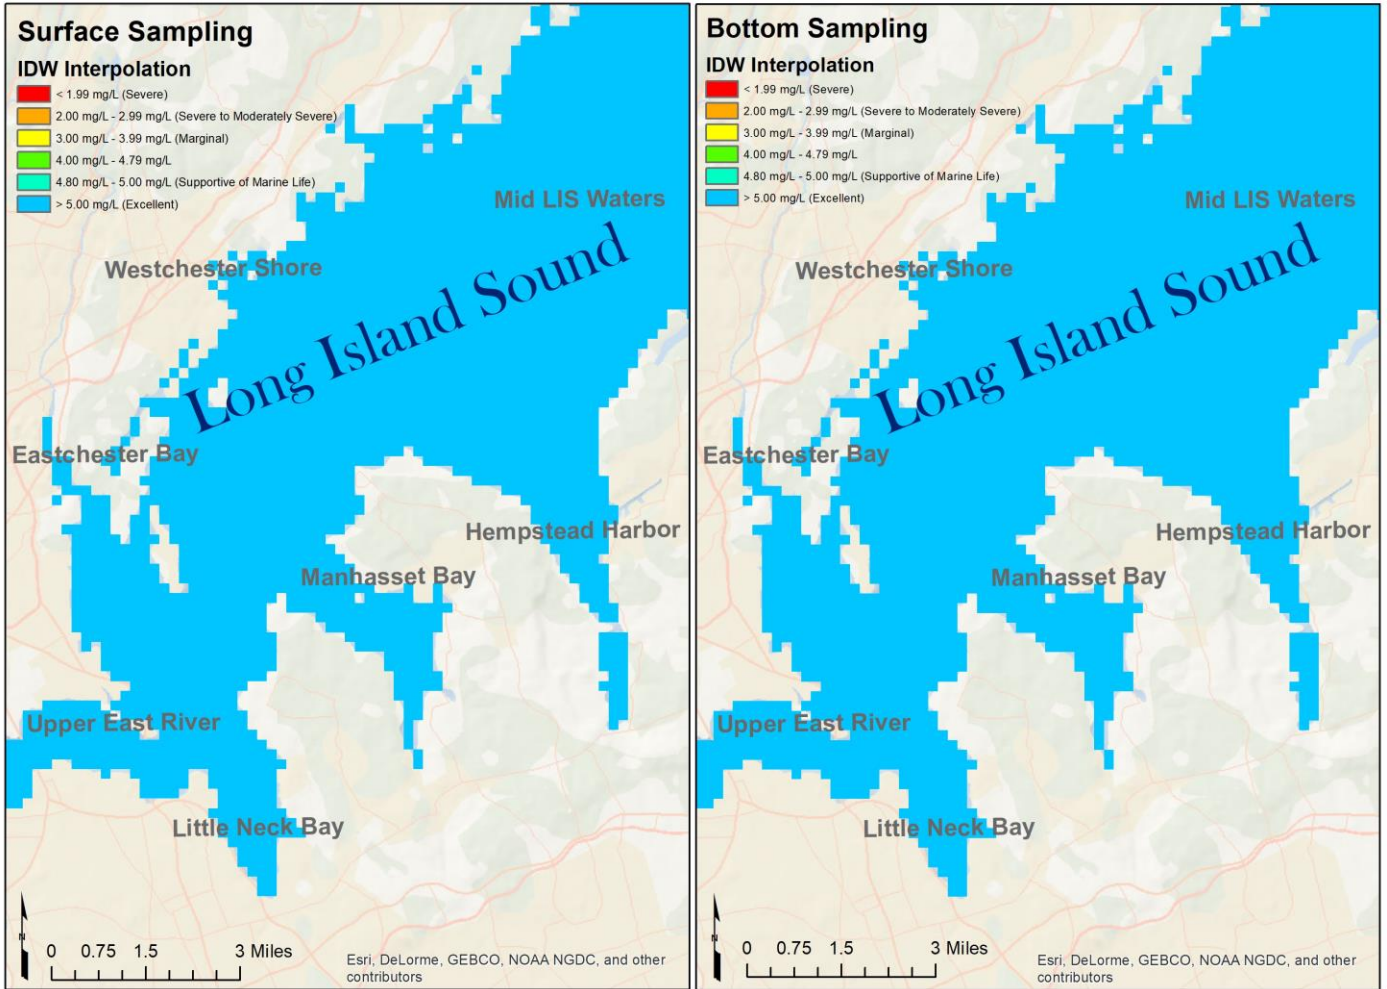 Surface Sampling
IDW Interpolation
< 1.99 mg/L (Severe)
2.00 mg/L - 2.99 mg/L (Severe to Moderately Severe)
3.00 mg/L - 3.99 mg/L (Marginal)
4.00 mg/L - 4.79 mg/L
4.80 mg/L - 5.00 mg/L (Supportive of Marine Life)
> 5.00 mg/L (Excellent)
Mid LIS Waters
Westchester Shore
Long Island Sound
Eastchester Bay
Hempstead Harbor
Manhasset Bay
Upper East River
Little Neck Bay
N
0 0.75 1.5 3 Miles
Esri, DeLorme, GEBCO, NOAA NGDC, and other
contributors
Bottom Sampling
IDW Interpolation
< 1.99 mg/L (Severe)
2.00 mg/L - 2.99 mg/L (Severe to Moderately Severe)
3.00 mg/L - 3.99 mg/L (Marginal)
4.00 mg/L - 4.79 mg/L
4.80 mg/L - 5.00 mg/L (Supportive of Marine Life)
> 5.00 mg/L (Excellent)
Mid LIS Waters
Westchester Shore
Long Island Sound
Eastchester Bay
Hempstead Harbor
Manhasset Bay
Upper East River
Little Neck Bay
N
0 0.75 1.5 3 Miles
Esri, DeLorme, GEBCO, NOAA NGDC, and other
contributors